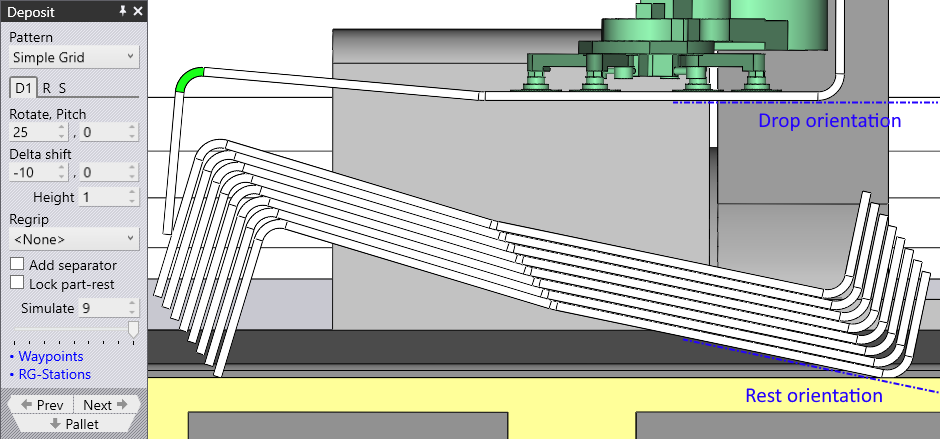 Deposit
Pattern
Simple Grid
D1 R S
Rotate, Pitch
25 , 0
Delta shift
-10 , 0
Height 1
Regrip
<None>
Add separator
Lock part-rest
Simulate 9
• Waypoints
• RG-Stations
Prev Next
Pallet
Drop orientation
Rest orientation